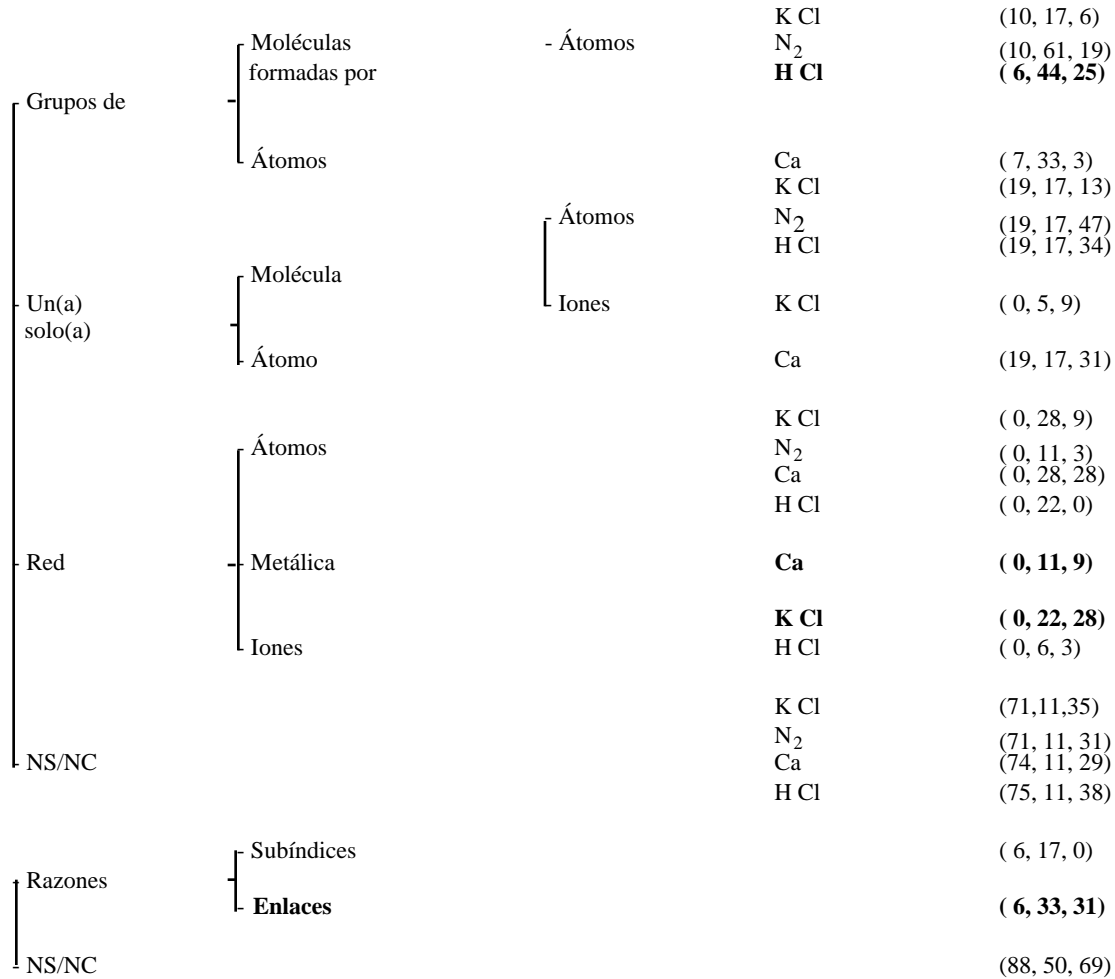 K Cl (10, 17, 6)
- Moléculas - Átomos N2 (10, 61, 19)
formadas por H Cl ( 6, 44, 25)
- Grupos de
- Átomos Ca ( 7, 33, 3)
K Cl (19, 17, 13)
- Átomos N2 (19, 17, 47)
H Cl (19, 17, 34)
- Molécula
- Un(a) - Iones K Cl ( 0, 5, 9)
solo(a)
- Átomo Ca (19, 17, 31)
K Cl ( 0, 28, 9)
- Átomos N2 ( 0, 11, 3)
Ca ( 0, 28, 28)
H Cl ( 0, 22, 0)
- Red - Metálica Ca ( 0, 11, 9)
K Cl ( 0, 22, 28)
- Iones H Cl ( 0, 6, 3)
K Cl (71,11,35)
N2 (71, 11, 31)
- NS/NC Ca (74, 11, 29)
H Cl (75, 11, 38)
- Subíndices ( 6, 17, 0)
- Razones
- Enlaces ( 6, 33, 31)
- NS/NC (88, 50, 69)